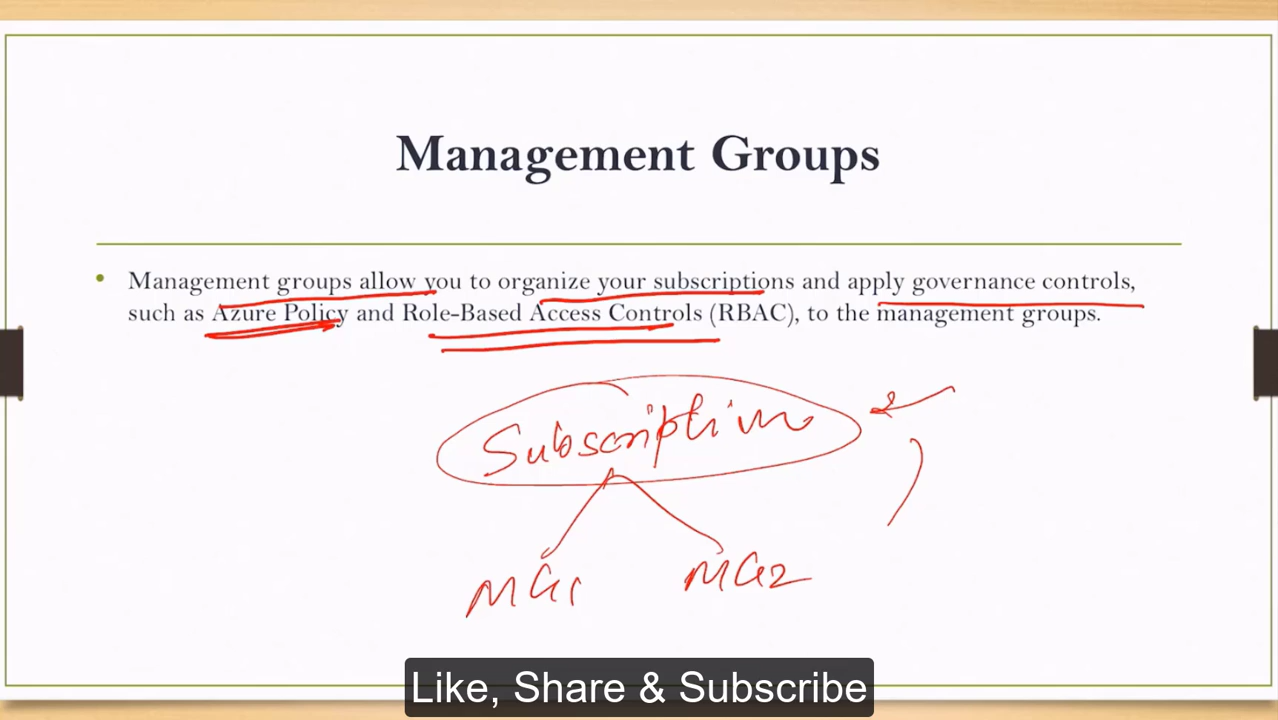 Management Groups
• Management groups allow you to organize your subscriptions and apply governance controls,
such as Azure Policy and Role-Based Access Controls (RBAC), to the management groups.
Subscription
MG1 MG2
Like, Share & Subscribe